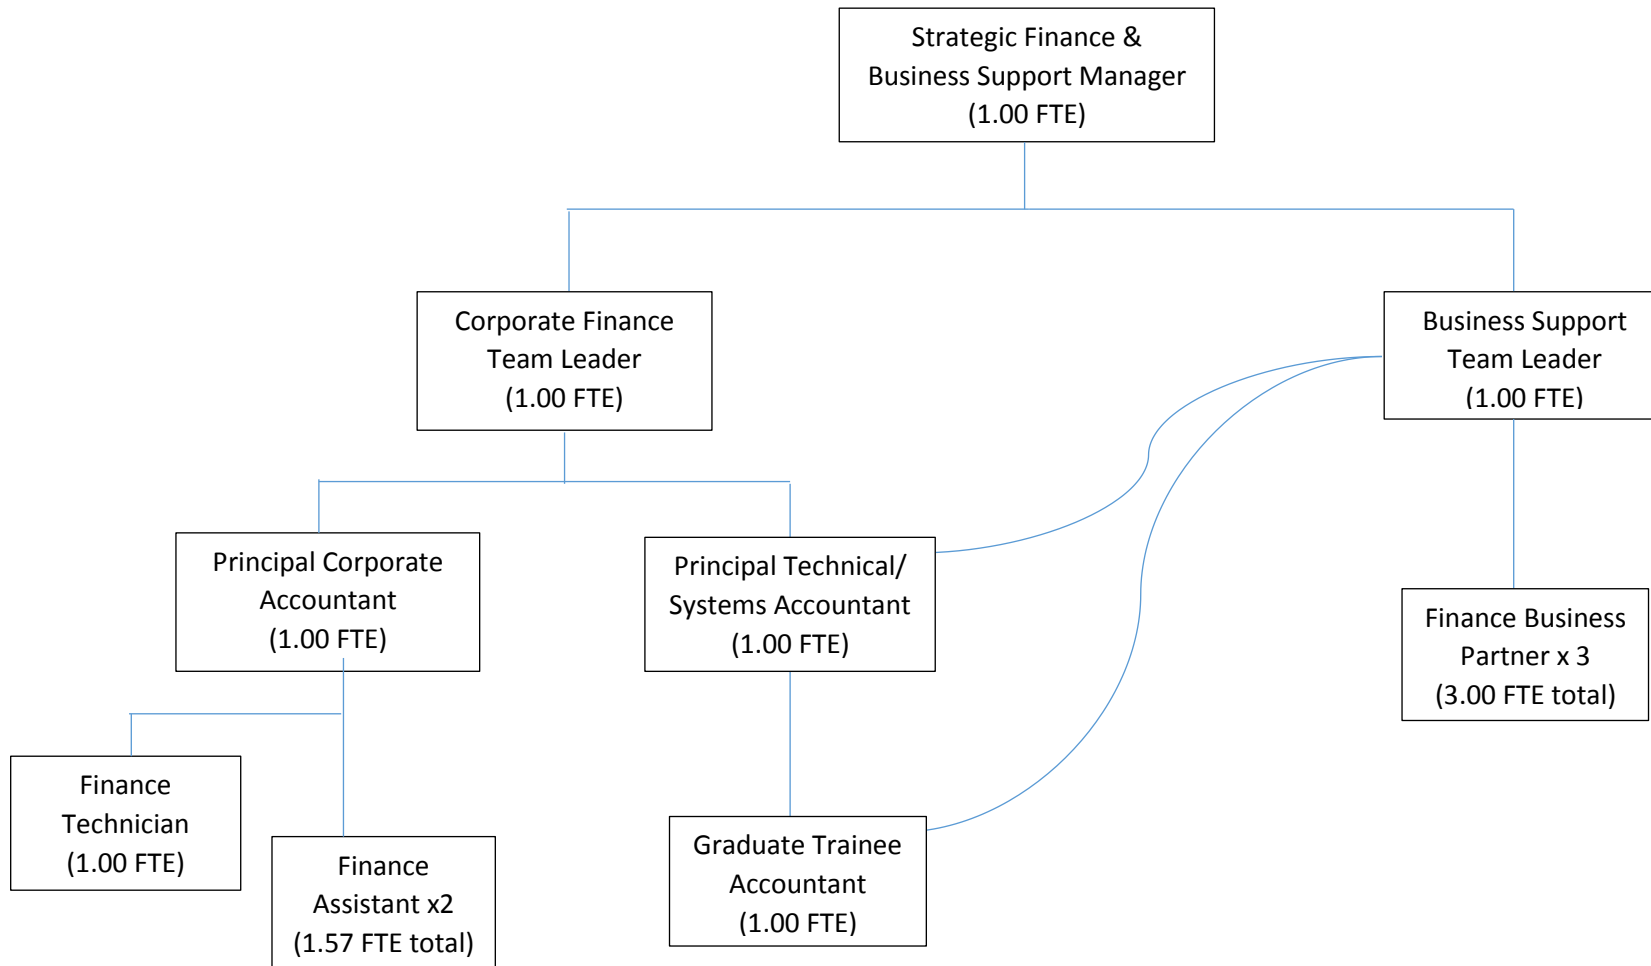 Strategic Finance &
Business Support Manager
(1.00 FTE)
Corporate Finance
Team Leader
(1.00 FTE)
Business Support
Team Leader
(1.00 FTE)
Principal Corporate
Accountant
(1.00 FTE)
Principal Technical/
Systems Accountant
(1.00 FTE)
Finance Business
Partner x 3
(3.00 FTE total)
Finance
Technician
(1.00 FTE)
Finance
Assistant x2
(1.57 FTE total)
Graduate Trainee
Accountant
(1.00 FTE)